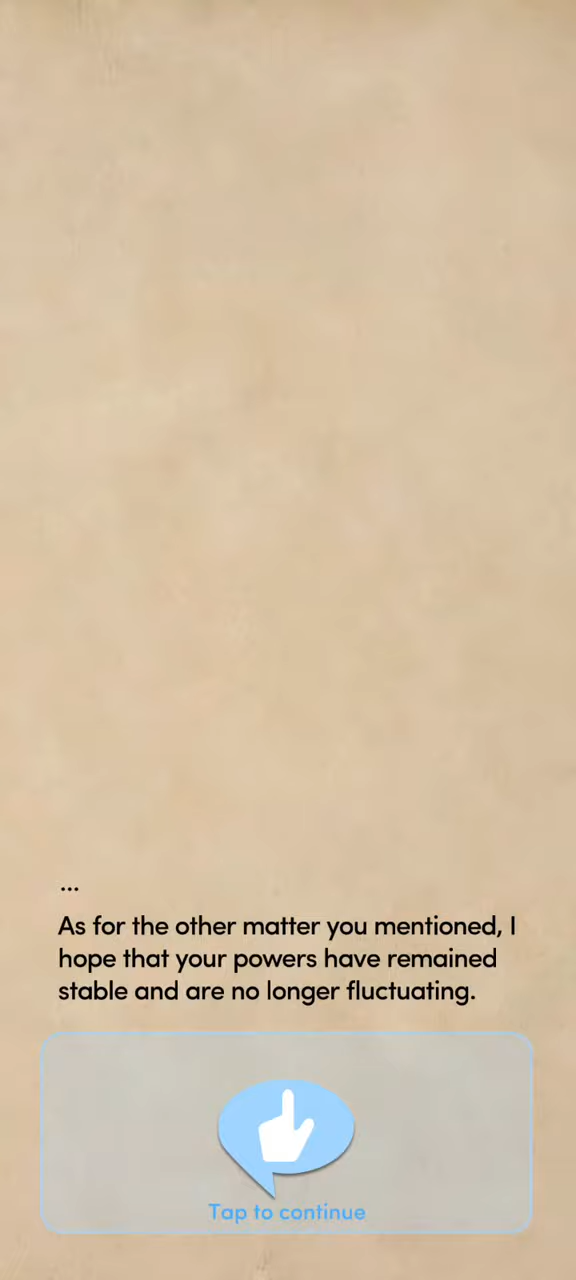 ...
As for the other matter you mentioned, I
hope that your powers have remained
stable and are no longer fluctuating.
Tap to continue